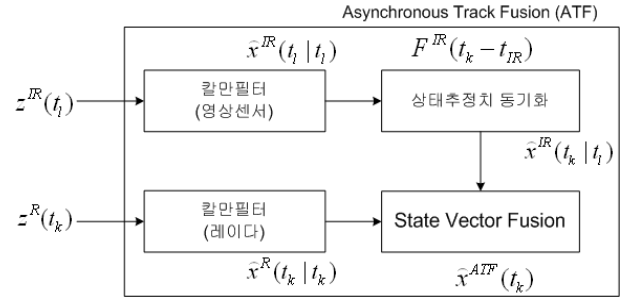 Asynchronous Track Fusion (ATF)
x̂^{IR}(t_l | t_l)
F^{IR}(t_k − t_{IR})
z^{IR}(t_l)
칼만필터
(영상센서)
상태추정치 동기화
x̂^{IR}(t_k | t_l)
z^{R}(t_k)
칼만필터
(레이다)
State Vector Fusion
x̂^{R}(t_k | t_k)
x̂^{ATF}(t_k)